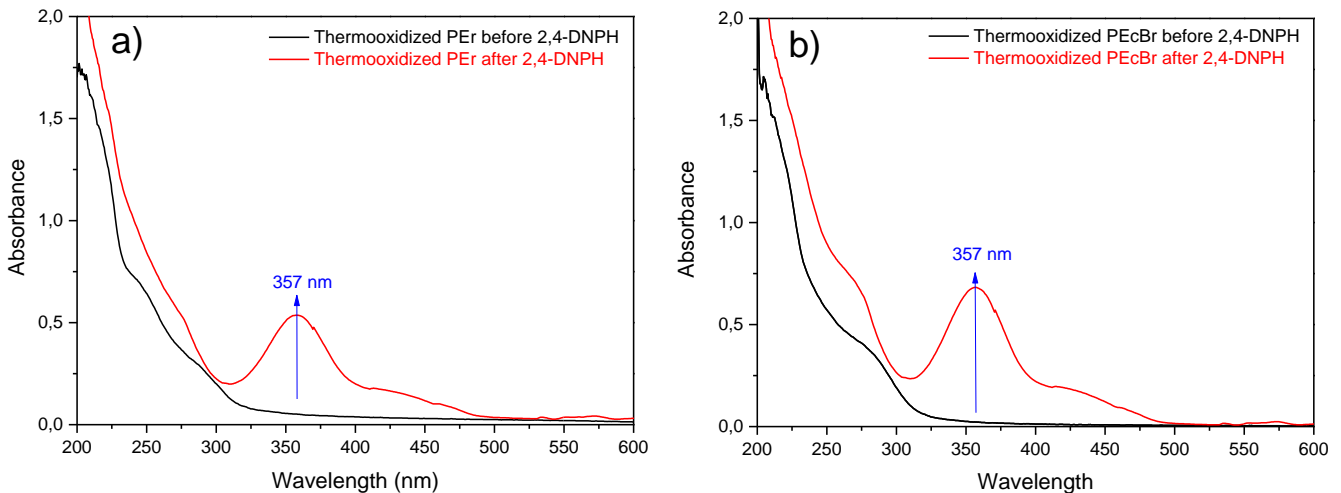 a)
Thermooxidized PEr before 2,4-DNPH
Thermooxidized PEr after 2,4-DNPH
357 nm
2,0
1,5
1,0
0,5
0,0
Absorbance
200 250 300 350 400 450 500 550 600
Wavelength (nm)
b)
Thermooxidized PEcBr before 2,4-DNPH
Thermooxidized PEcBr after 2,4-DNPH
357 nm
2,0
1,5
1,0
0,5
0,0
Absorbance
200 250 300 350 400 450 500 550 600
Wavelength